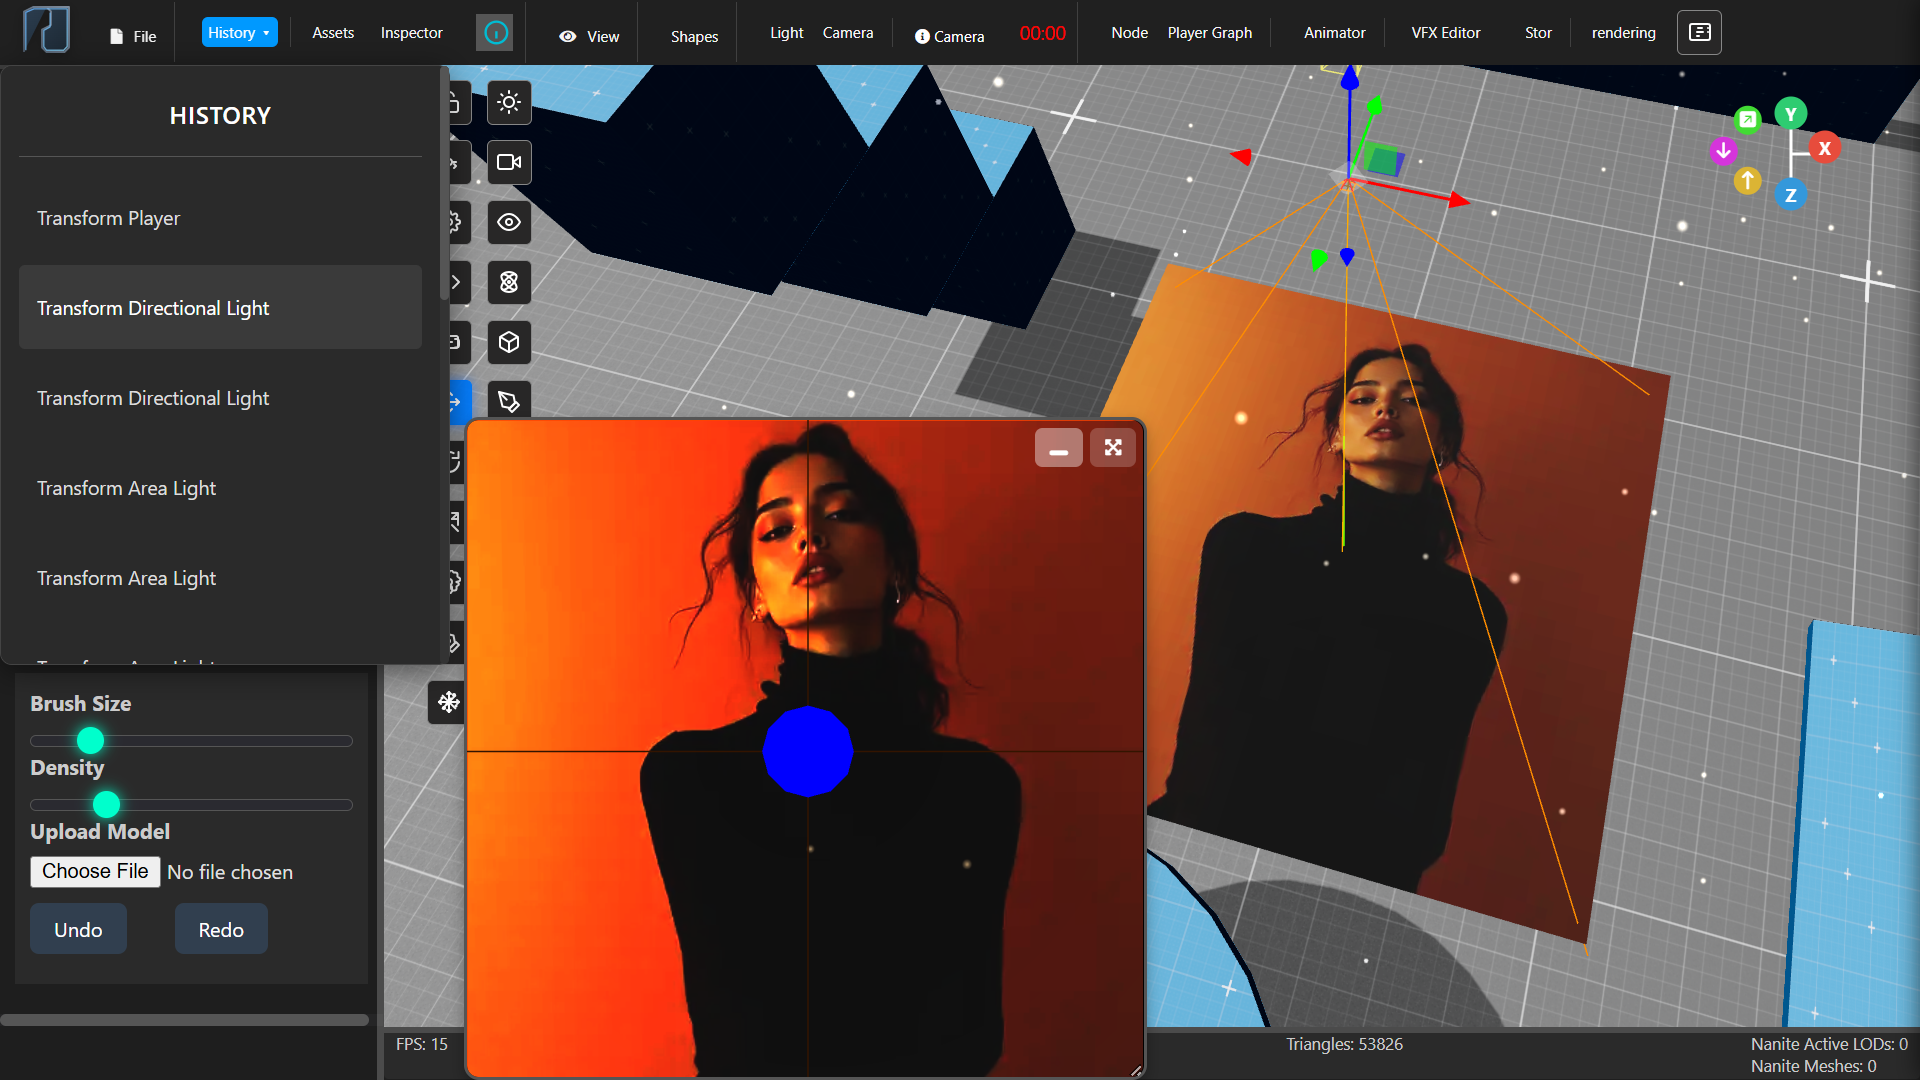 File
History
Assets
Inspector
View
Shapes
Light
Camera
Camera
00:00
Node
Player Graph
Animator
VFX Editor
Stor
rendering
HISTORY
Transform Player
Transform Directional Light
Transform Directional Light
Transform Area Light
Transform Area Light
Transform Area Light
Y
X
Z
Brush Size
Density
Upload Model
Choose File No file chosen
Undo
Redo
FPS: 15
Triangles: 53826
Nanite Active LODs: 0
Nanite Meshes: 0